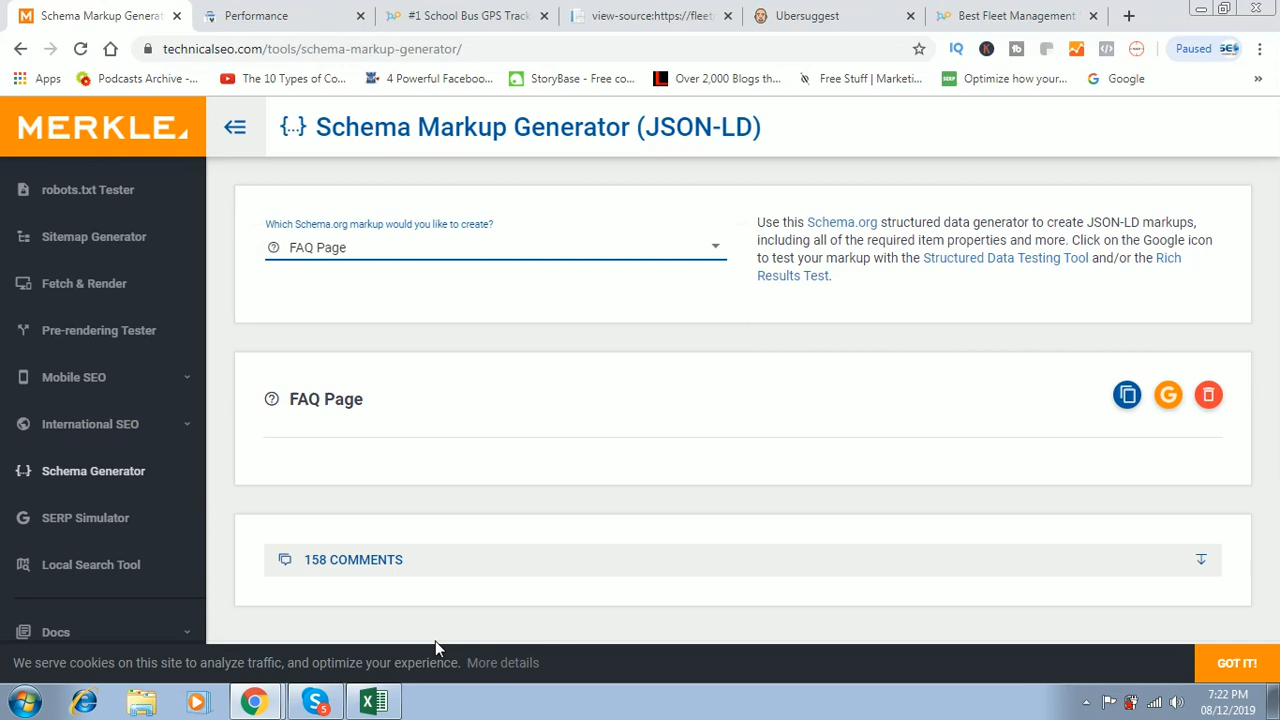 Schema Markup Generat
Performance
#1 School Bus GPS Track
view-source:https://fleet
Ubersuggest
Best Fleet Management
technicalseo.com/tools/schema-markup-generator/
IQ
Paused
Apps
Podcasts Archive -...
The 10 Types of Co...
4 Powerful Faceboo...
StoryBase - Free co...
Over 2,000 Blogs th...
Free Stuff | Marketi...
SERP
Optimize how your...
Google
»
MERKLE
{...} Schema Markup Generator (JSON-LD)
robots.txt Tester
Sitemap Generator
Fetch & Render
Pre-rendering Tester
Mobile SEO
International SEO
Schema Generator
SERP Simulator
Local Search Tool
Docs
Which Schema.org markup would you like to create?
FAQ Page
Use this Schema.org structured data generator to create JSON-LD markups,
including all of the required item properties and more. Click on the Google icon
to test your markup with the Structured Data Testing Tool and/or the Rich
Results Test.
FAQ Page
158 COMMENTS
We serve cookies on this site to analyze traffic, and optimize your experience. More details
GOT IT!
5
7:22 PM
08/12/2019